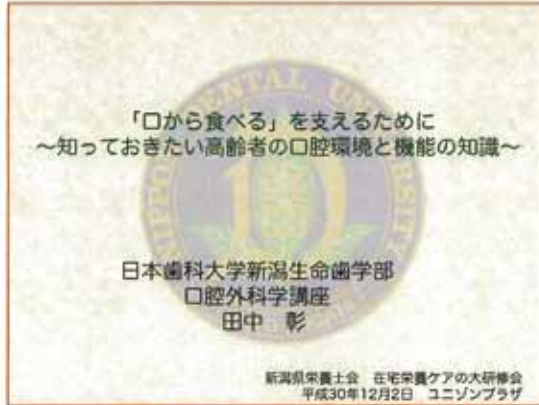 「口から食べる」を支えるために
～知っておきたい高齢者の口腔環境と機能の知識～
DENTAL UNIVERSITY
NIPPO
日本歯科大学新潟生命歯学部
口腔外科学講座
田中　彰
新潟県栄養士会　在宅栄養ケアの大研修会
平成30年12月2日　ユニゾンプラザ